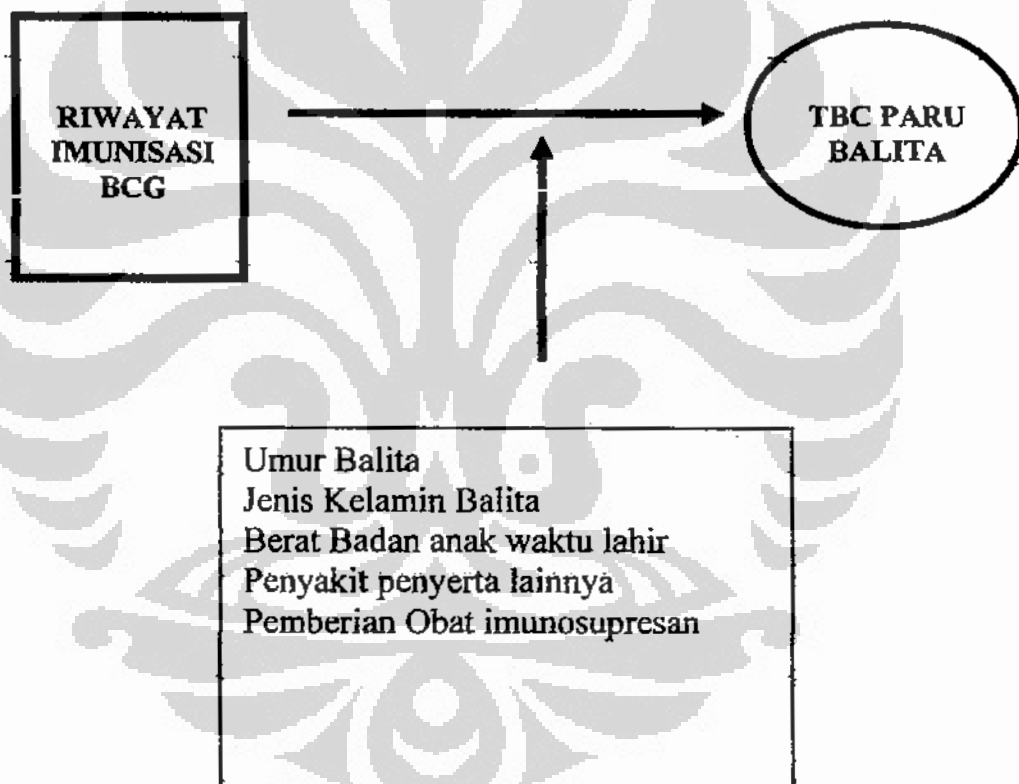 RIWAYAT
IMUNISASI
BCG
TBC PARU
BALITA
Umur Balita
Jenis Kelamin Balita
Berat Badan anak waktu lahir
Penyakit penyerta lainnya
Pemberian Obat imunosupresan